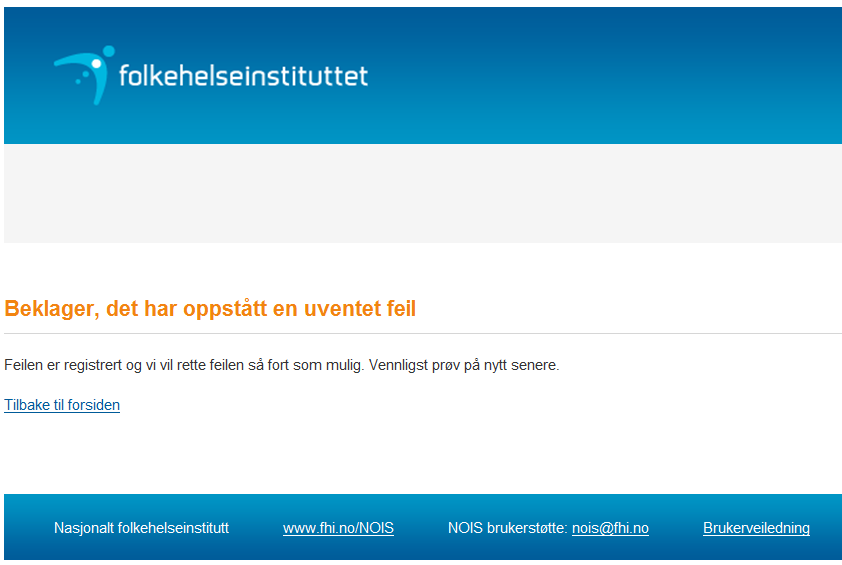 folkehelseinstituttet
Beklager, det har oppstått en uventet feil
Feilen er registrert og vi vil rette feilen så fort som mulig. Vennligst prøv på nytt senere.
Tilbake til forsiden
Nasjonalt folkehelseinstitutt www.fhi.no/NOIS NOIS brukerstøtte: nois@fhi.no Brukerveiledning